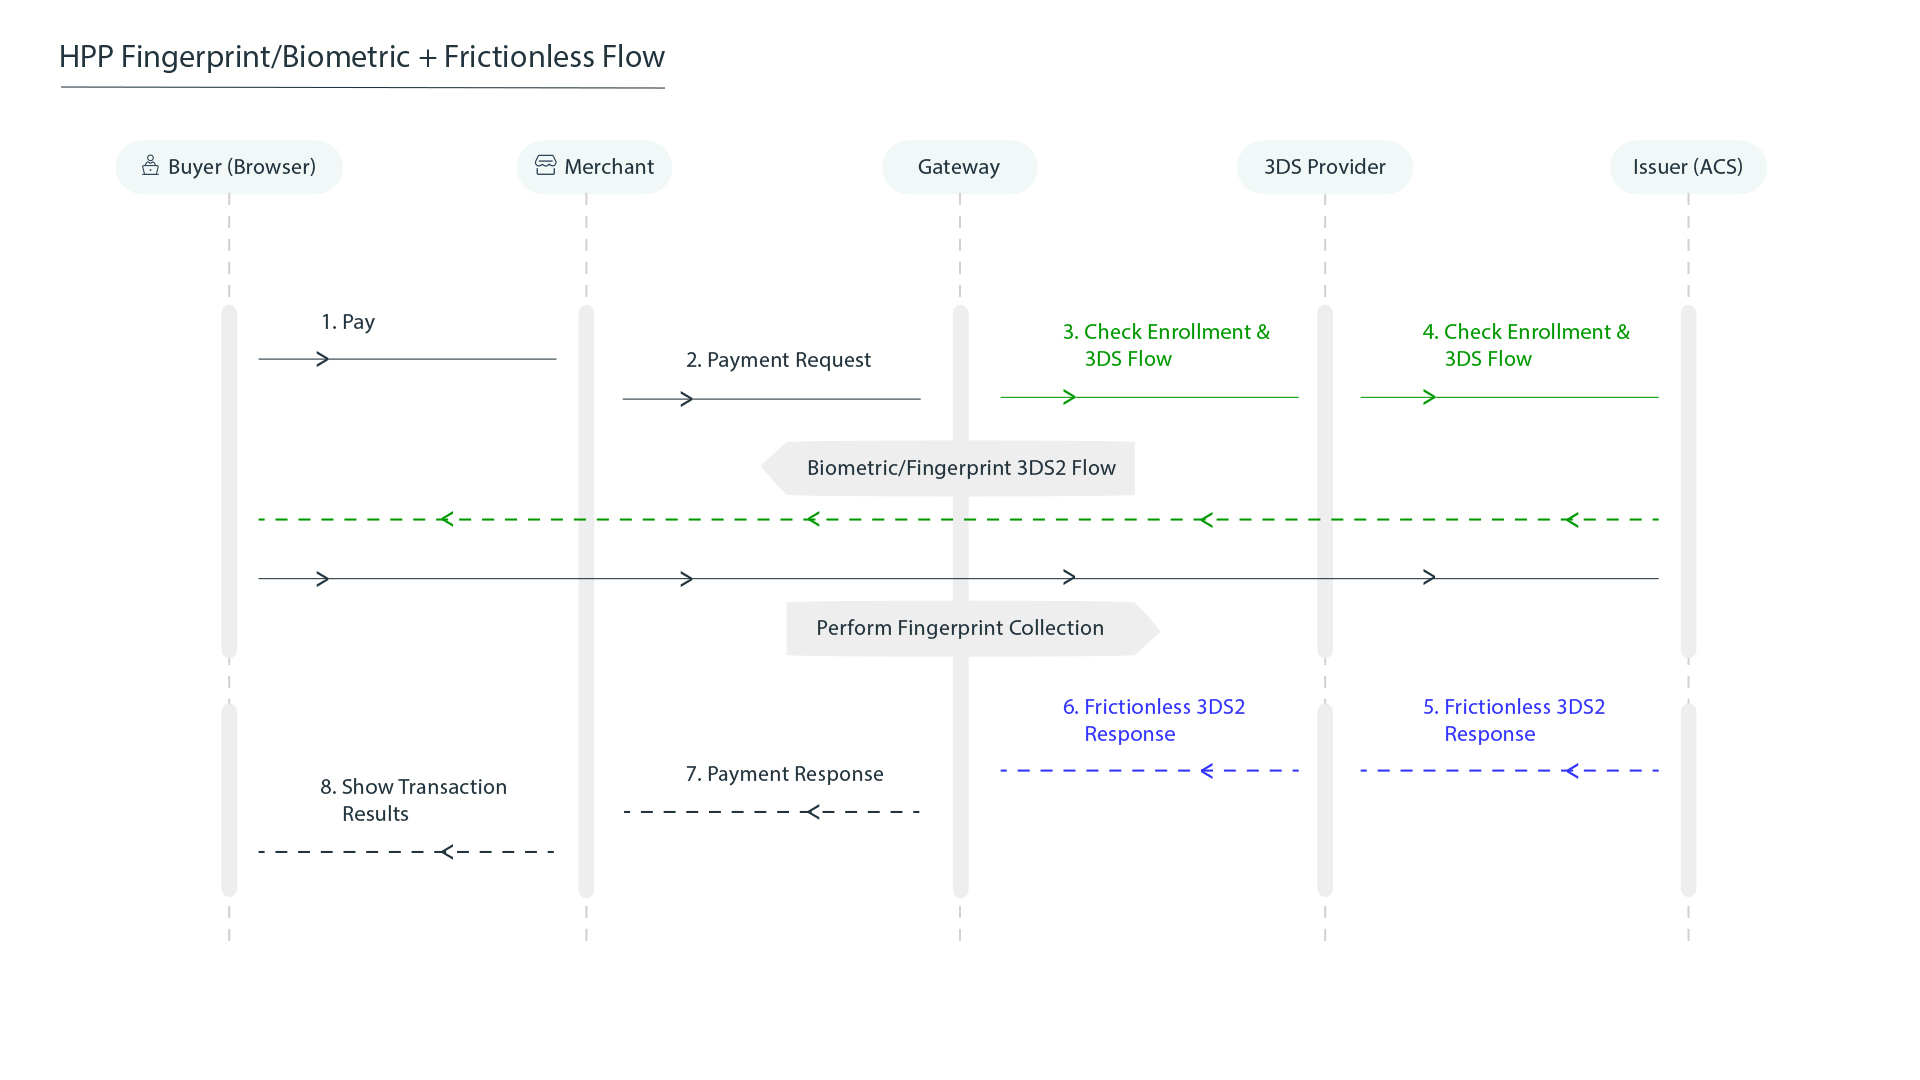 HPP Fingerprint/Biometric + Frictionless Flow
Buyer (Browser)
Merchant
Gateway
3DS Provider
Issuer (ACS)
1. Pay
2. Payment Request
3. Check Enrollment &
3DS Flow
4. Check Enrollment &
3DS Flow
Biometric/Fingerprint 3DS2 Flow
Perform Fingerprint Collection
5. Frictionless 3DS2
Response
6. Frictionless 3DS2
Response
7. Payment Response
8. Show Transaction
Results